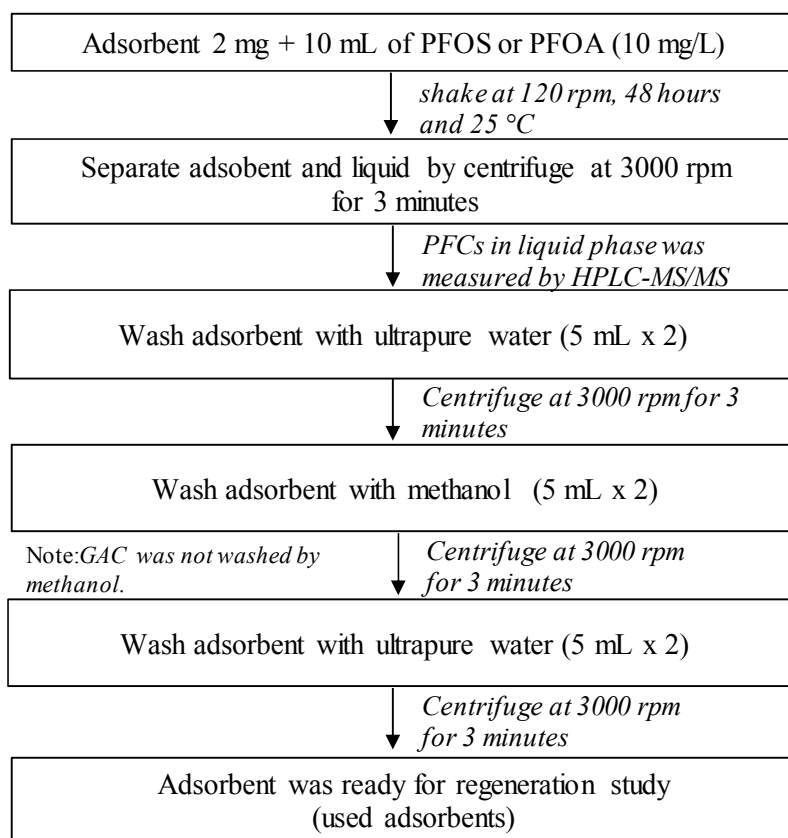 Adsorbent 2 mg + 10 mL of PFOS or PFOA (10 mg/L)
shake at 120 rpm, 48 hours
and 25 °C
Separate adsobent and liquid by centrifuge at 3000 rpm
for 3 minutes
PFCs in liquid phase was
measured by HPLC-MS/MS
Wash adsorbent with ultrapure water (5 mL x 2)
Centrifuge at 3000 rpm for 3
minutes
Wash adsorbent with methanol (5 mL x 2)
Note:GAC was not washed by
methanol.
Centrifuge at 3000 rpm
for 3 minutes
Wash adsorbent with ultrapure water (5 mL x 2)
Centrifuge at 3000 rpm
for 3 minutes
Adsorbent was ready for regeneration study
(used adsorbents)